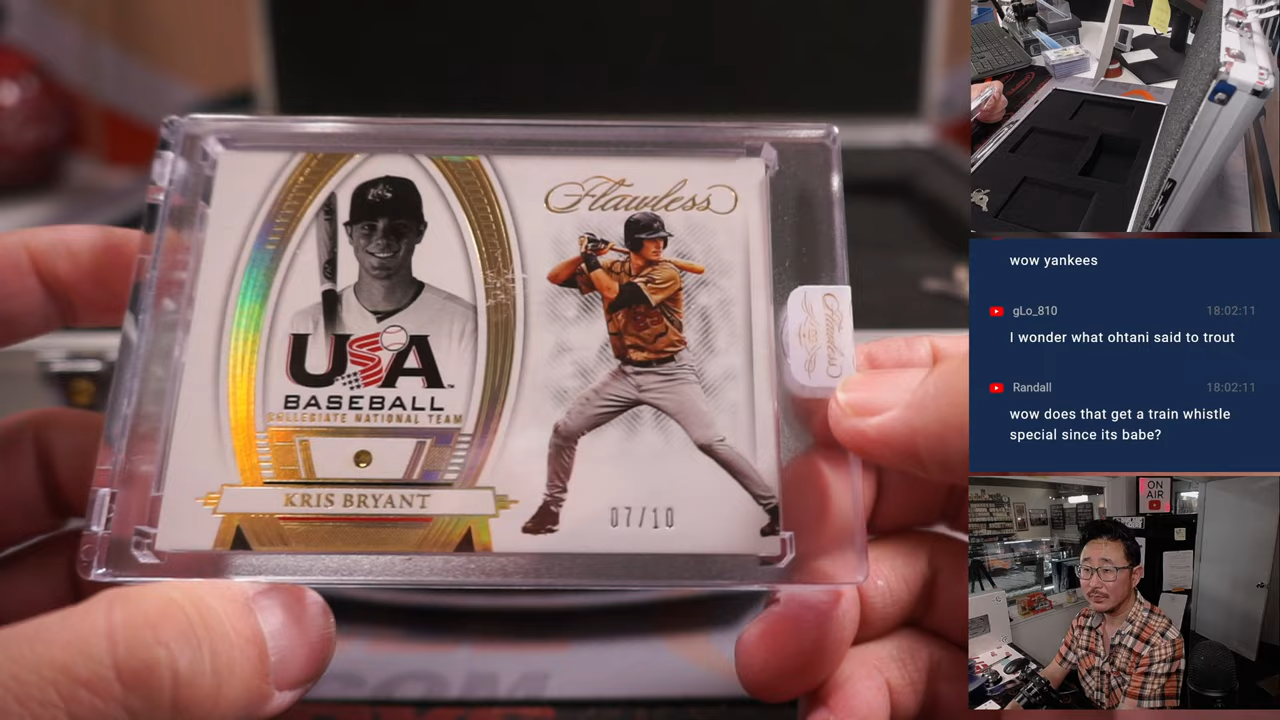 Flawless
USA
BASEBALL
COLLEGIATE NATIONAL TEAM
KRIS BRYANT
07/10
Flawless
wow yankees
gLo_810 18:02:11
I wonder what ohtani said to trout
Randall 18:02:11
wow does that get a train whistle
special since its babe?
ON
AIR